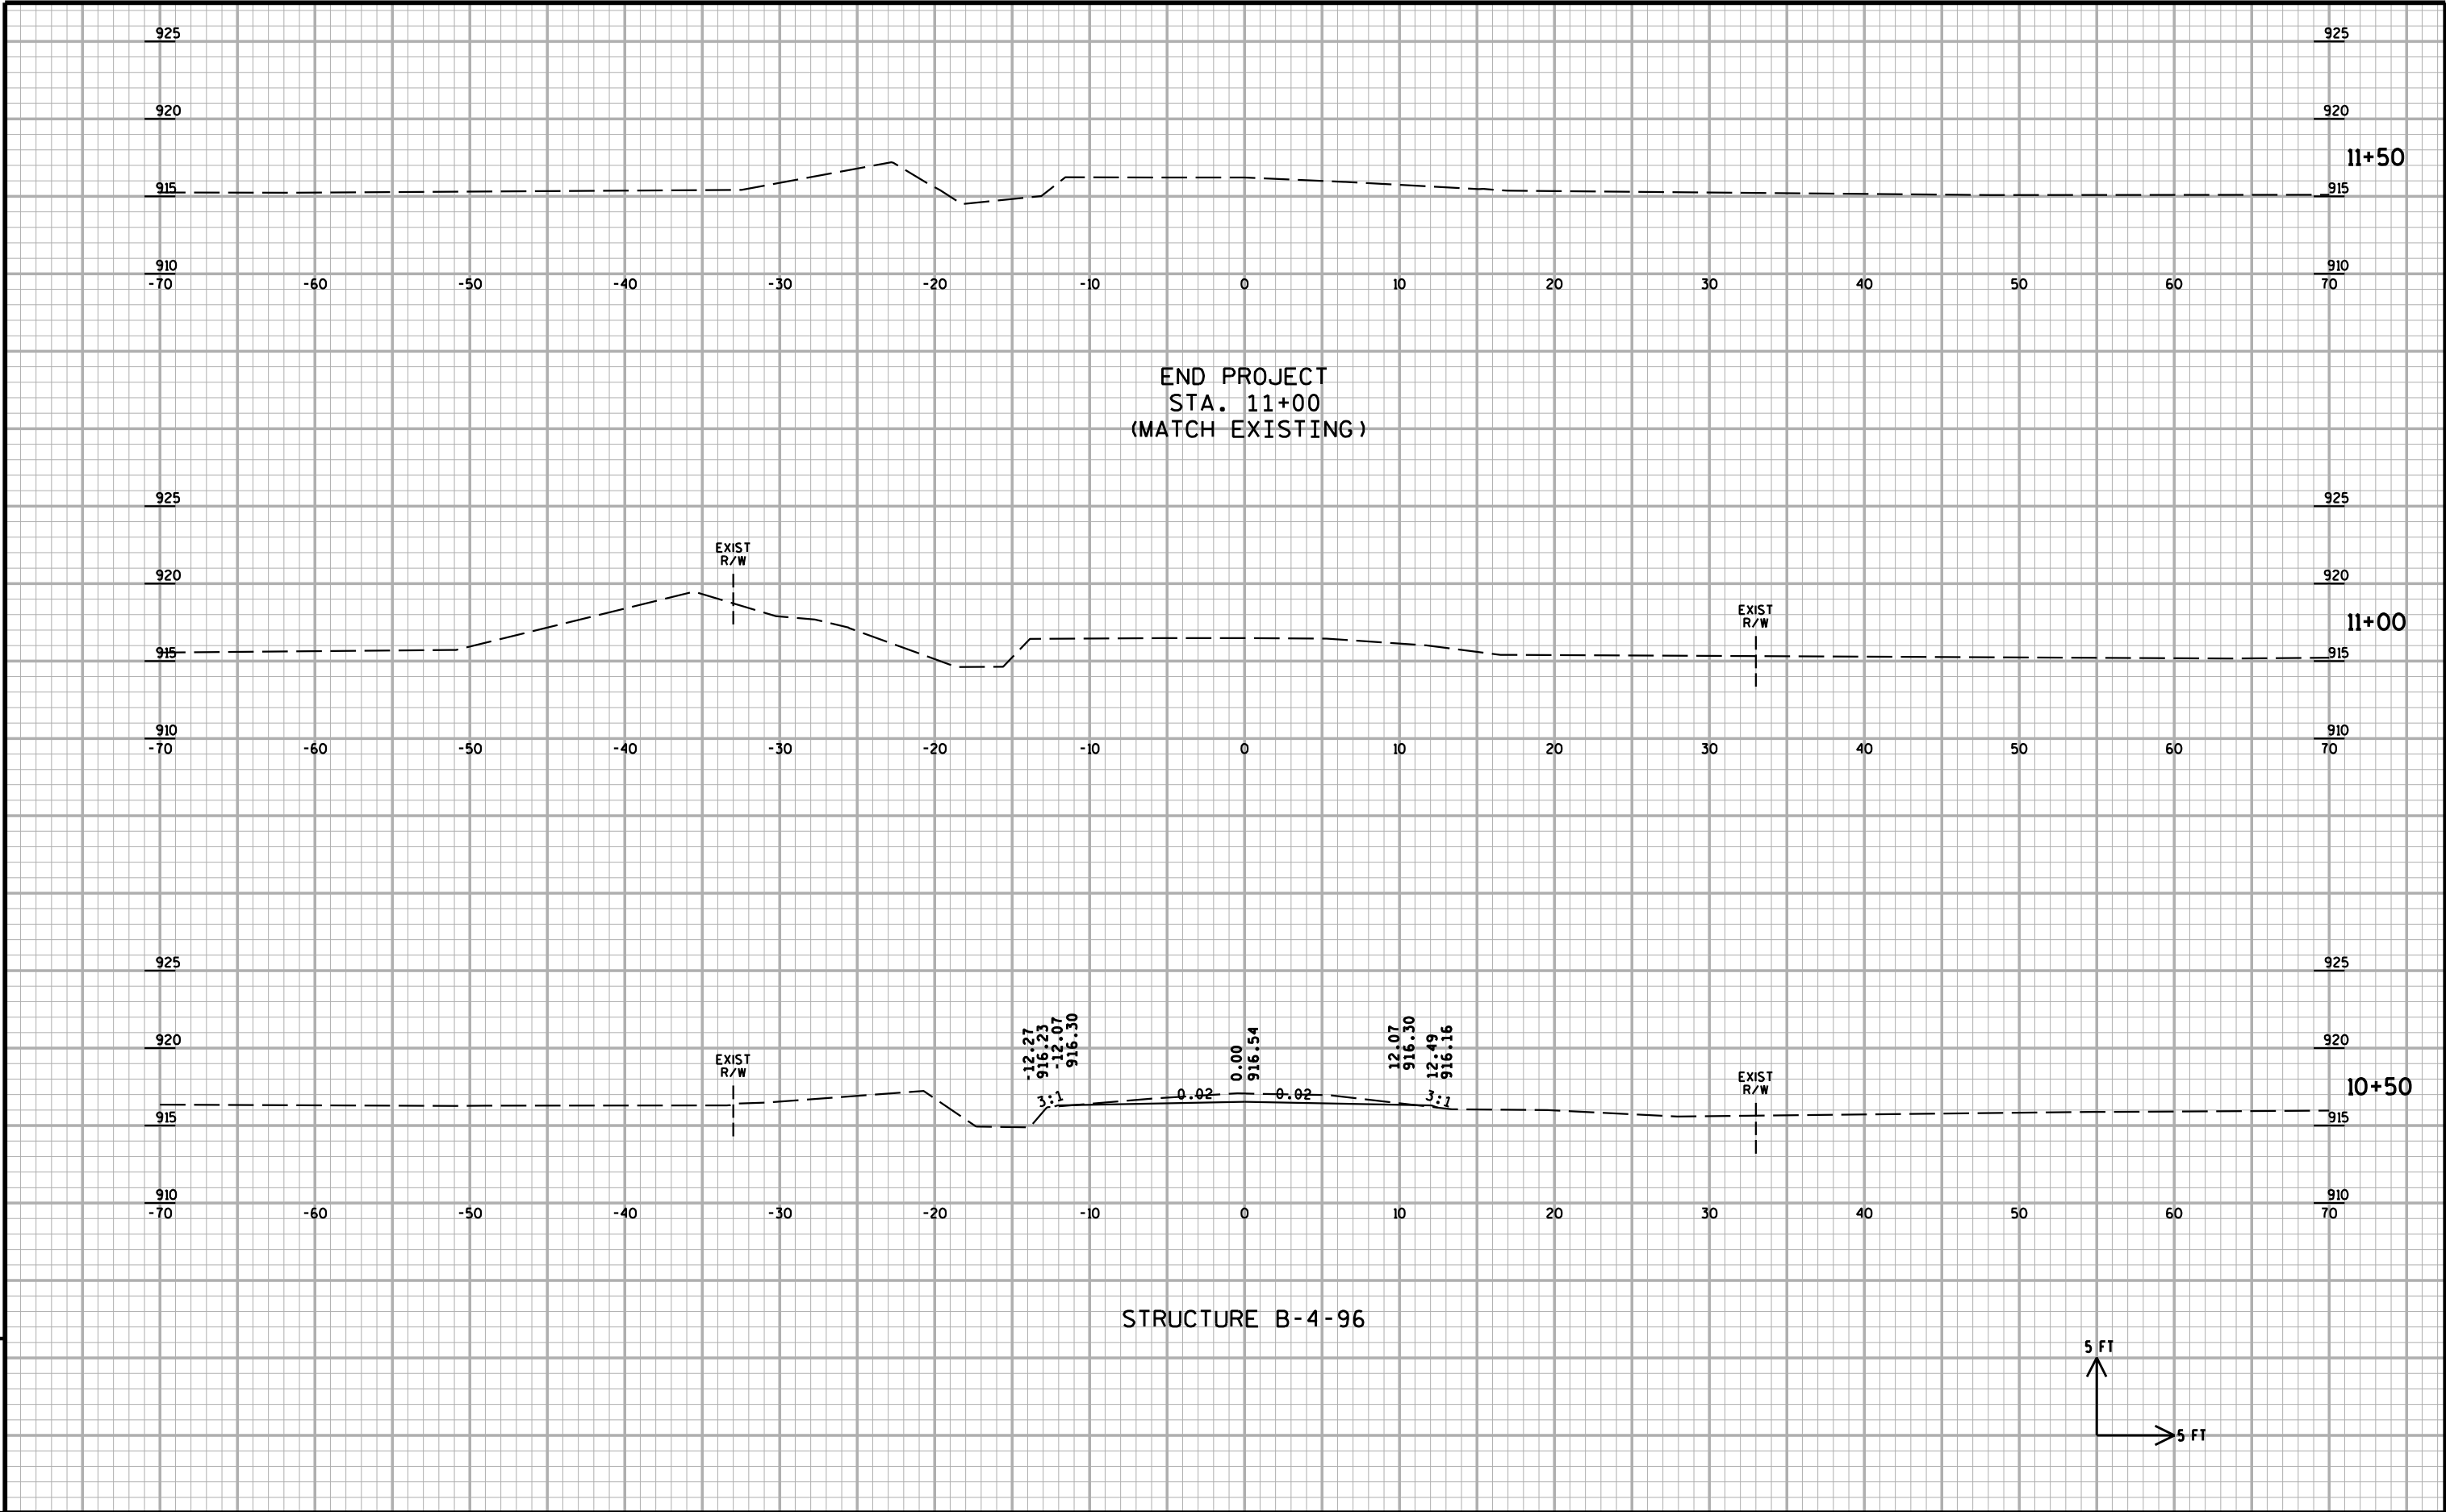 925 925
920 920
11+50
915 915
910 910
-70 -60 -50 -40 -30 -20 -10 0 10 20 30 40 50 60 70
END PROJECT
STA. 11+00
(MATCH EXISTING)
925 925
EXIST
R/W
920 920
EXIST
R/W
11+00
915 915
910 910
-70 -60 -50 -40 -30 -20 -10 0 10 20 30 40 50 60 70
925 925
-12.27
916.23
-12.07
916.30
0.00
916.54
12.07
916.30
12.49
916.16
920 920
EXIST
R/W
EXIST
R/W
10+50
3:1 0.02 0.02 3:1
915 915
910 910
-70 -60 -50 -40 -30 -20 -10 0 10 20 30 40 50 60 70
STRUCTURE B-4-96
5 FT
5 FT